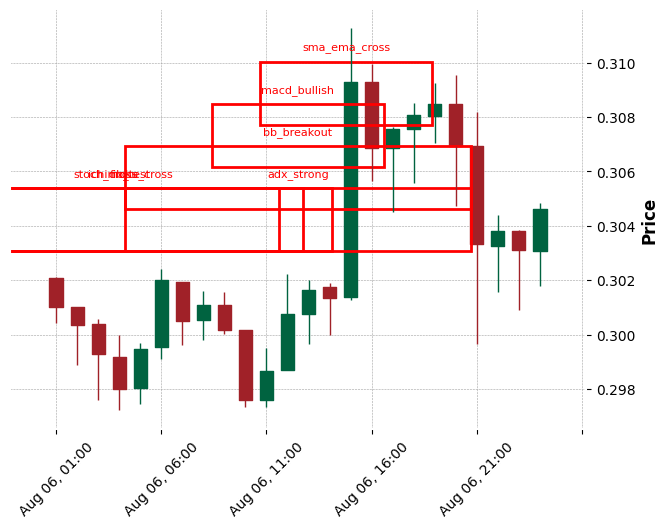 sma_ema_cross
0.310
macd_bullish
0.308
bb_breakout
0.306
adx_strong
0.304
0.302
0.300
0.298
Price
Aug 06, 01:00
Aug 06, 06:00
Aug 06, 11:00
Aug 06, 16:00
Aug 06, 21:00